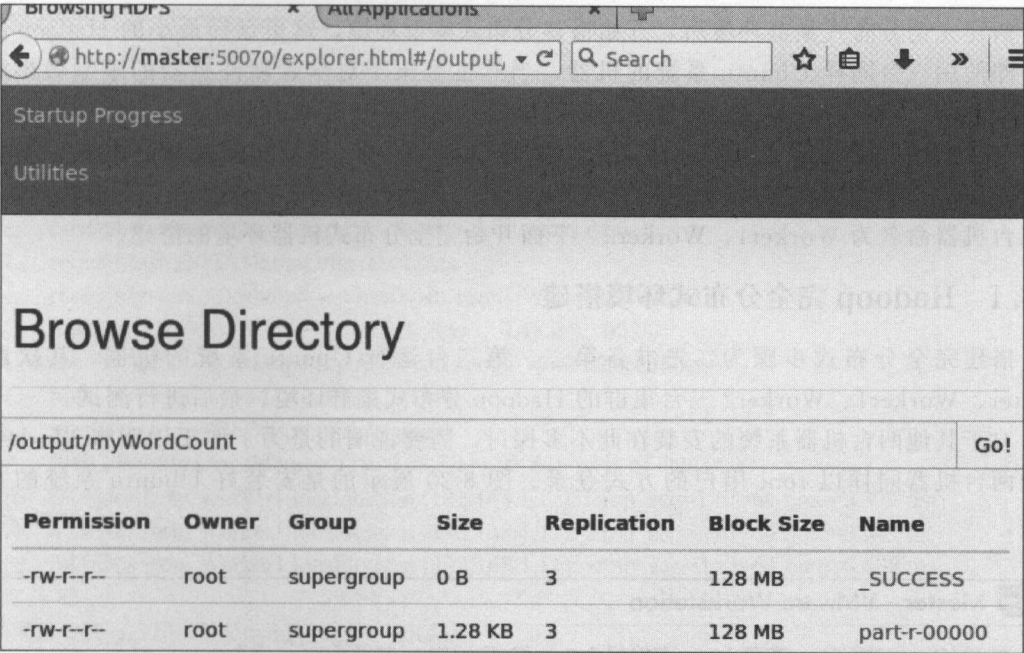 Browsing HDFS × All Applications ×
http://master:50070/explorer.html#/output, Search
Startup Progress
Utilities
Browse Directory
/output/myWordCount Go!
Permission Owner Group Size Replication Block Size Name
-rw-r--r-- root supergroup 0 B 3 128 MB _SUCCESS
-rw-r--r-- root supergroup 1.28 KB 3 128 MB part-r-00000